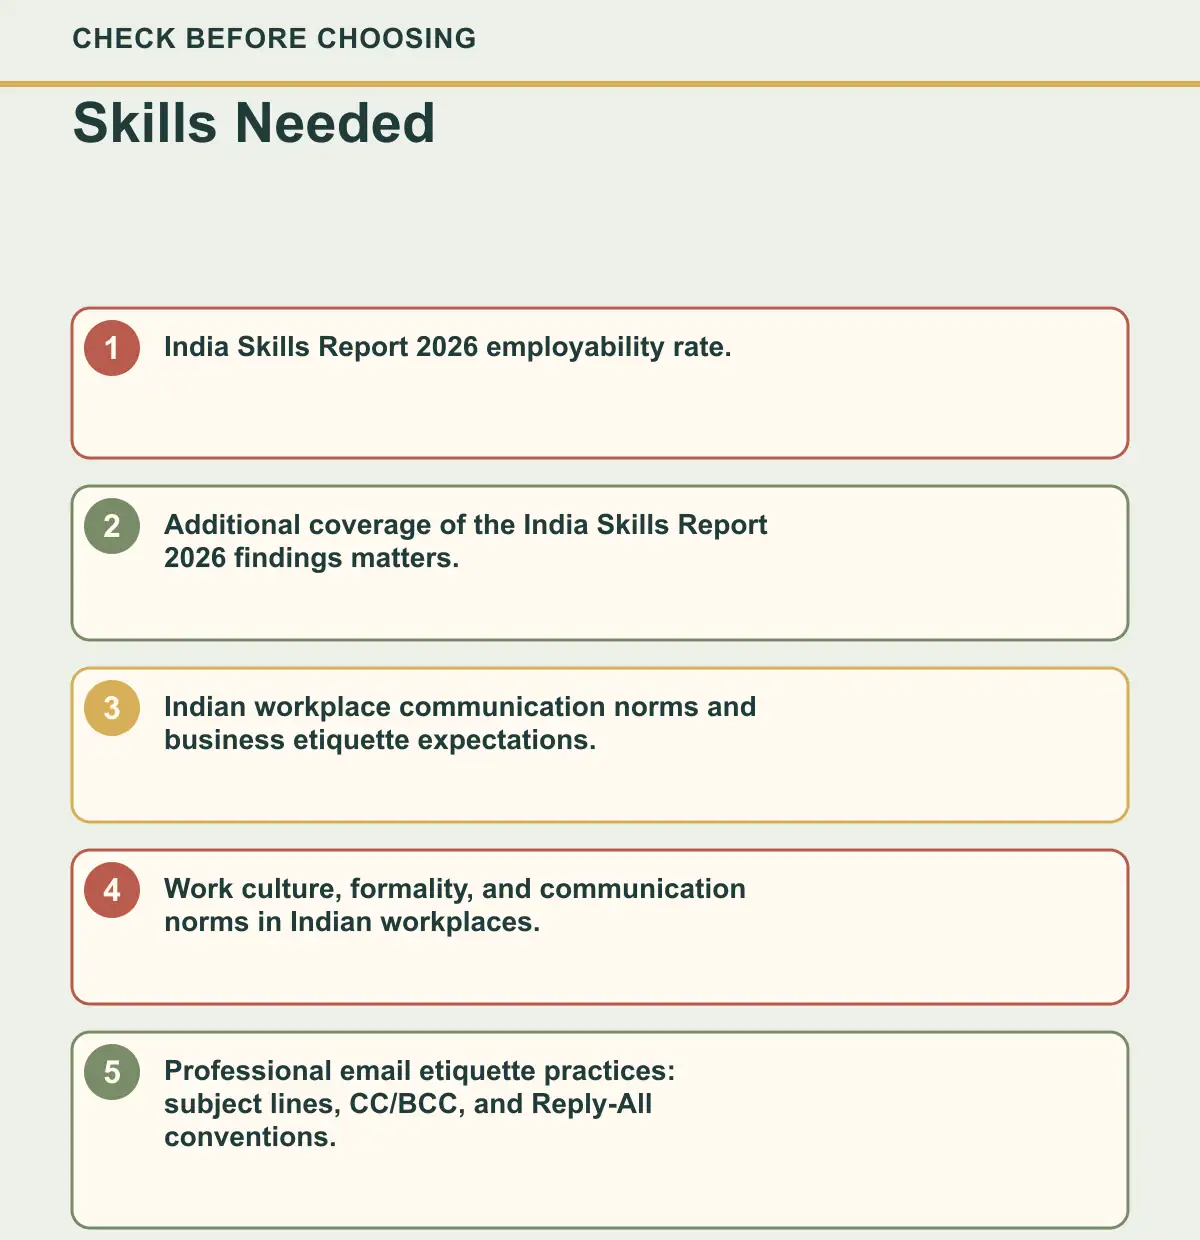 CHECK BEFORE CHOOSING
Skills Needed
1
India Skills Report 2026 employability rate.
2
Additional coverage of the India Skills Report
2026 findings matters.
3
Indian workplace communication norms and
business etiquette expectations.
4
Work culture, formality, and communication
norms in Indian workplaces.
5
Professional email etiquette practices:
subject lines, CC/BCC, and Reply-All
conventions.